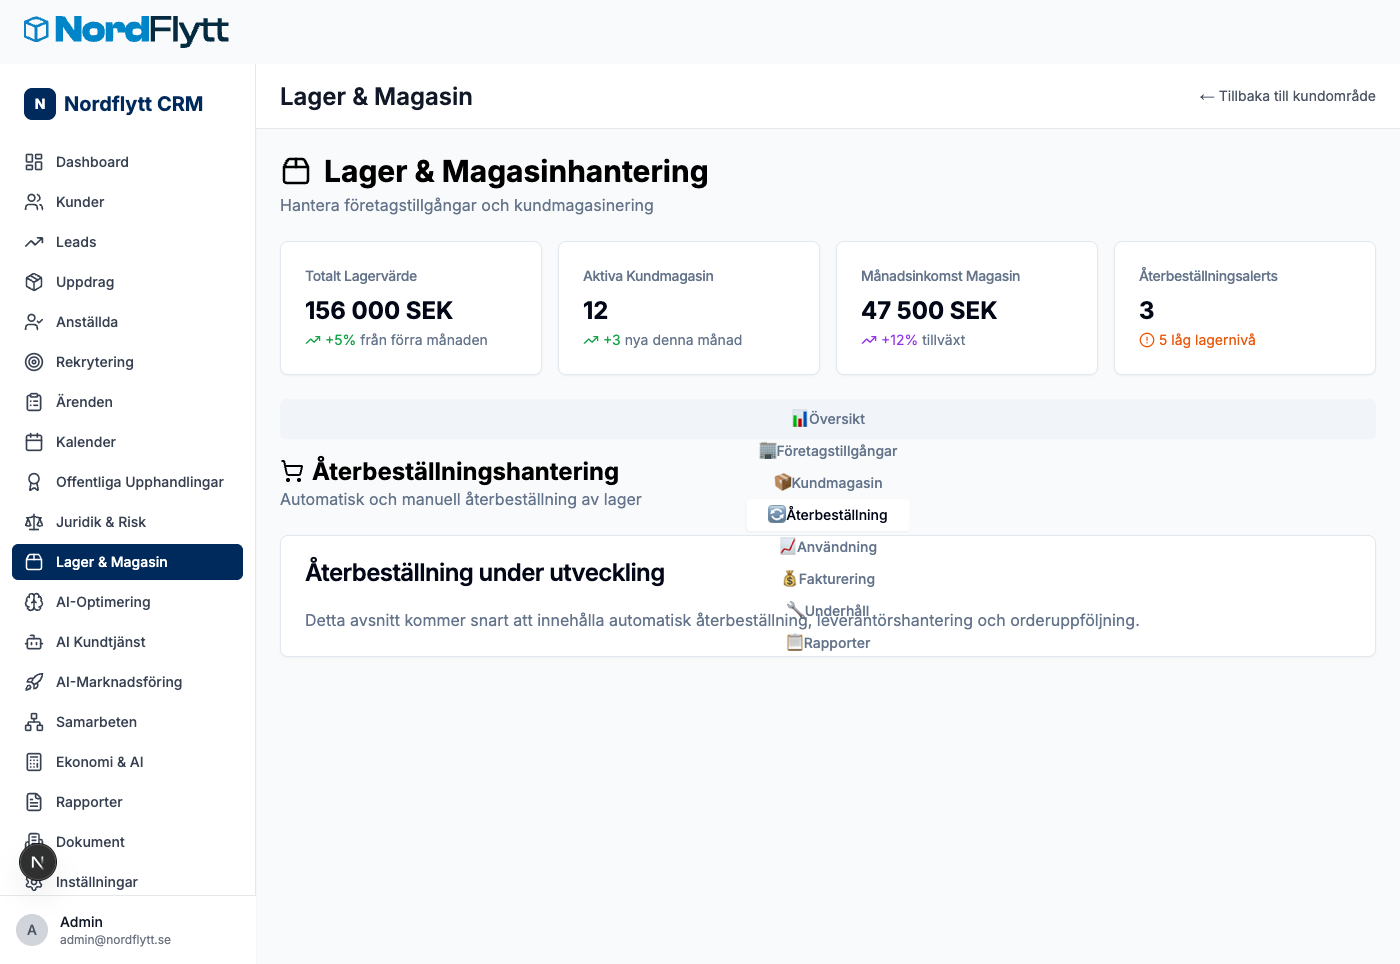 NordFlytt
N Nordflytt CRM
Lager & Magasin
← Tillbaka till kundområde
Dashboard
Kunder
Leads
Uppdrag
Anställda
Rekrytering
Ärenden
Kalender
Offentliga Upphandlingar
Juridik & Risk
Lager & Magasin
AI-Optimering
AI Kundtjänst
AI-Marknadsföring
Samarbeten
Ekonomi & AI
Rapporter
Dokument
N
Inställningar
A
Admin
admin@nordflytt.se
Lager & Magasinhantering
Hantera företagstillgångar och kundmagasinering
Totalt Lagervärde
156 000 SEK
+5% från förra månaden
Aktiva Kundmagasin
12
+3 nya denna månad
Månadsinkomst Magasin
47 500 SEK
+12% tillväxt
Återbeställningsalerts
3
5 låg lagernivå
Översikt
Företagstillgångar
Kundmagasin
Återbeställning
Användning
Fakturering
Underhåll
Rapporter
Återbeställningshantering
Automatisk och manuell återbeställning av lager
Återbeställning under utveckling
Detta avsnitt kommer snart att innehålla automatisk återbeställning, leverantörshantering och orderuppföljning.